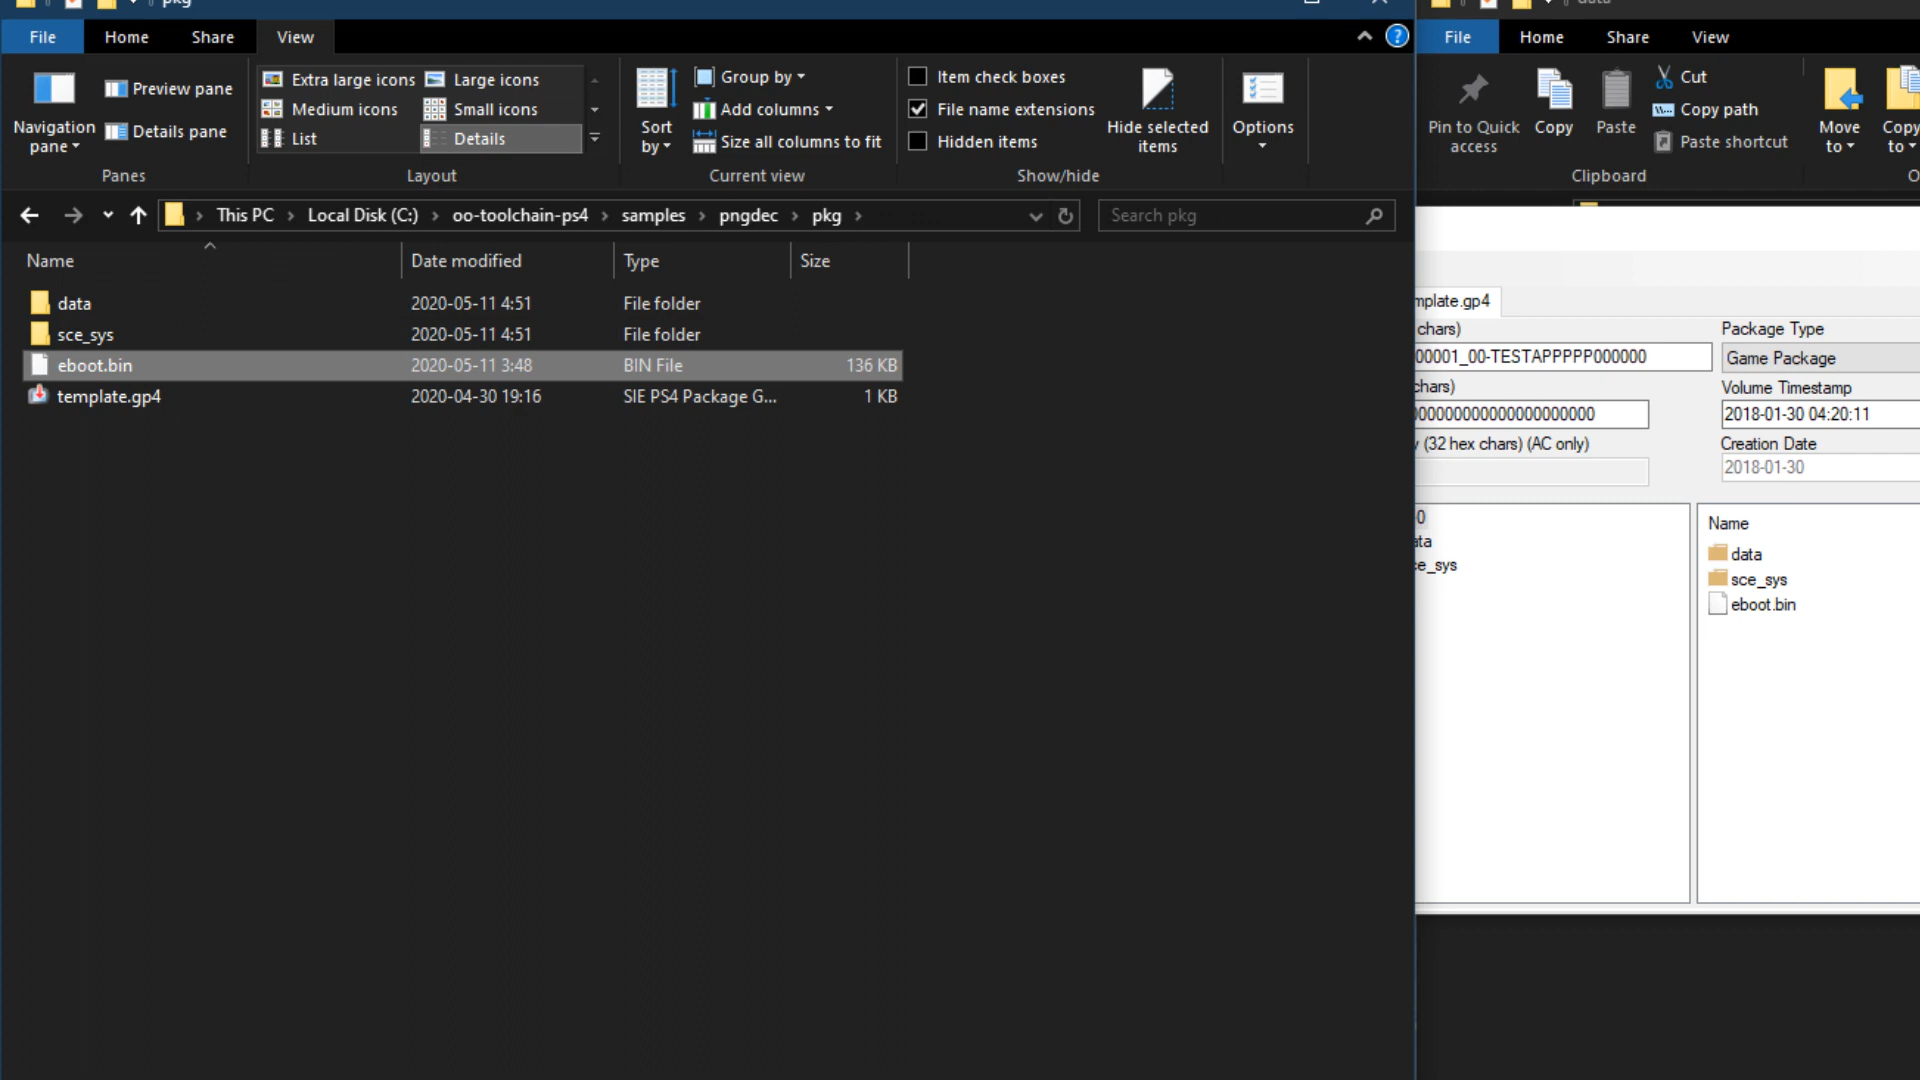 pkg
File Home Share View
Navigation pane
Preview pane
Details pane
Panes
Extra large icons
Large icons
Medium icons
Small icons
List
Details
Layout
Sort by
Group by
Add columns
Size all columns to fit
Current view
Item check boxes
File name extensions
Hidden items
Hide selected items
Show/hide
Options
This PC Local Disk (C:) oo-toolchain-ps4 samples pngdec pkg
Search pkg
Name Date modified Type Size
data 2020-05-11 4:51 File folder
sce_sys 2020-05-11 4:51 File folder
eboot.bin 2020-05-11 3:48 BIN File 136 KB
template.gp4 2020-04-30 19:16 SIE PS4 Package G... 1 KB
data
File Home Share View
Pin to Quick access
Copy
Paste
Cut
Copy path
Paste shortcut
Clipboard
Move to
Copy to
mplate.gp4
chars)
00001_00-TESTAPPPPP000000
chars)
00000000000000000000
(32 hex chars) (AC only)
Package Type
Game Package
Volume Timestamp
2018-01-30 04:20:11
Creation Date
2018-01-30
0
ata
ce_sys
Name
data
sce_sys
eboot.bin